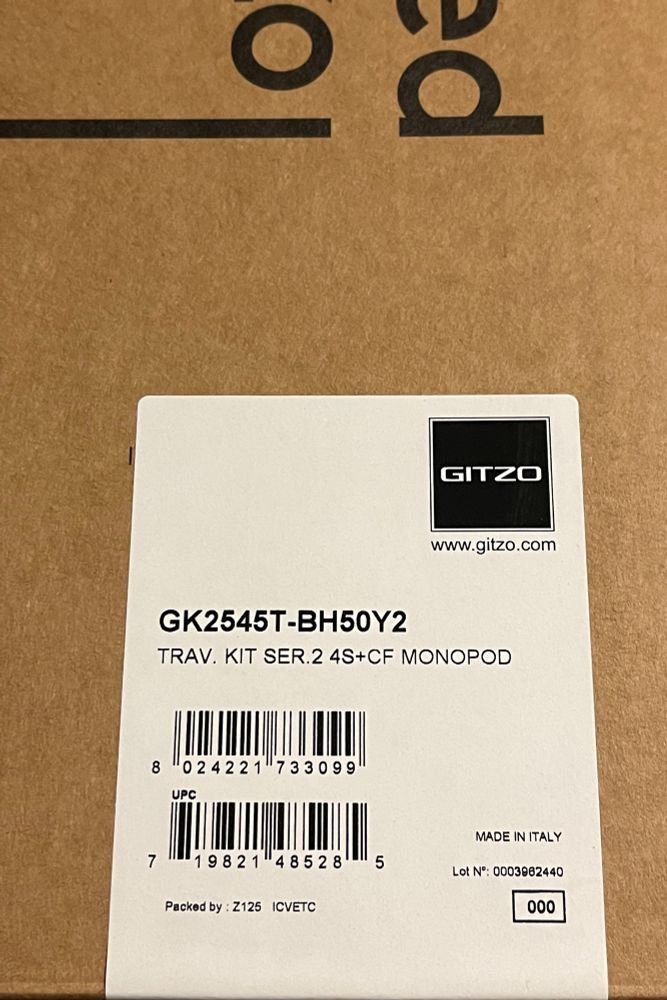 ed
o
GITZO
www.gitzo.com
GK2545T-BH50Y2
TRAV. KIT SER.2 4S+CF MONOPOD
8 024221 733099
UPC
7 19821 48528 5
MADE IN ITALY
Lot N°: 0003962440
Packed by : Z125 ICVETC
000